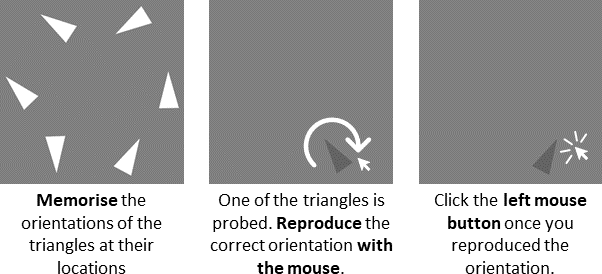 Memorise the
orientations of the
triangles at their
locations
One of the triangles is
probed. Reproduce the
correct orientation with
the mouse.
Click the left mouse
button once you
reproduced the
orientation.